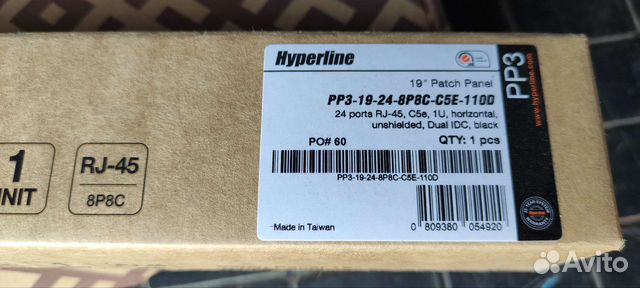 1
UNIT
RJ-45
8P8C
Hyperline
19" Patch Panel
PP3-19-24-8P8C-C5E-110D
24 ports RJ-45, C5e, 1U, horizontal,
unshielded, Dual IDC, black
PO# 60
QTY: 1 pcs
PP3-19-24-8P8C-C5E-110D
Made in Taiwan
0 809380 054920
PP3
www.hyperline.com
Avito